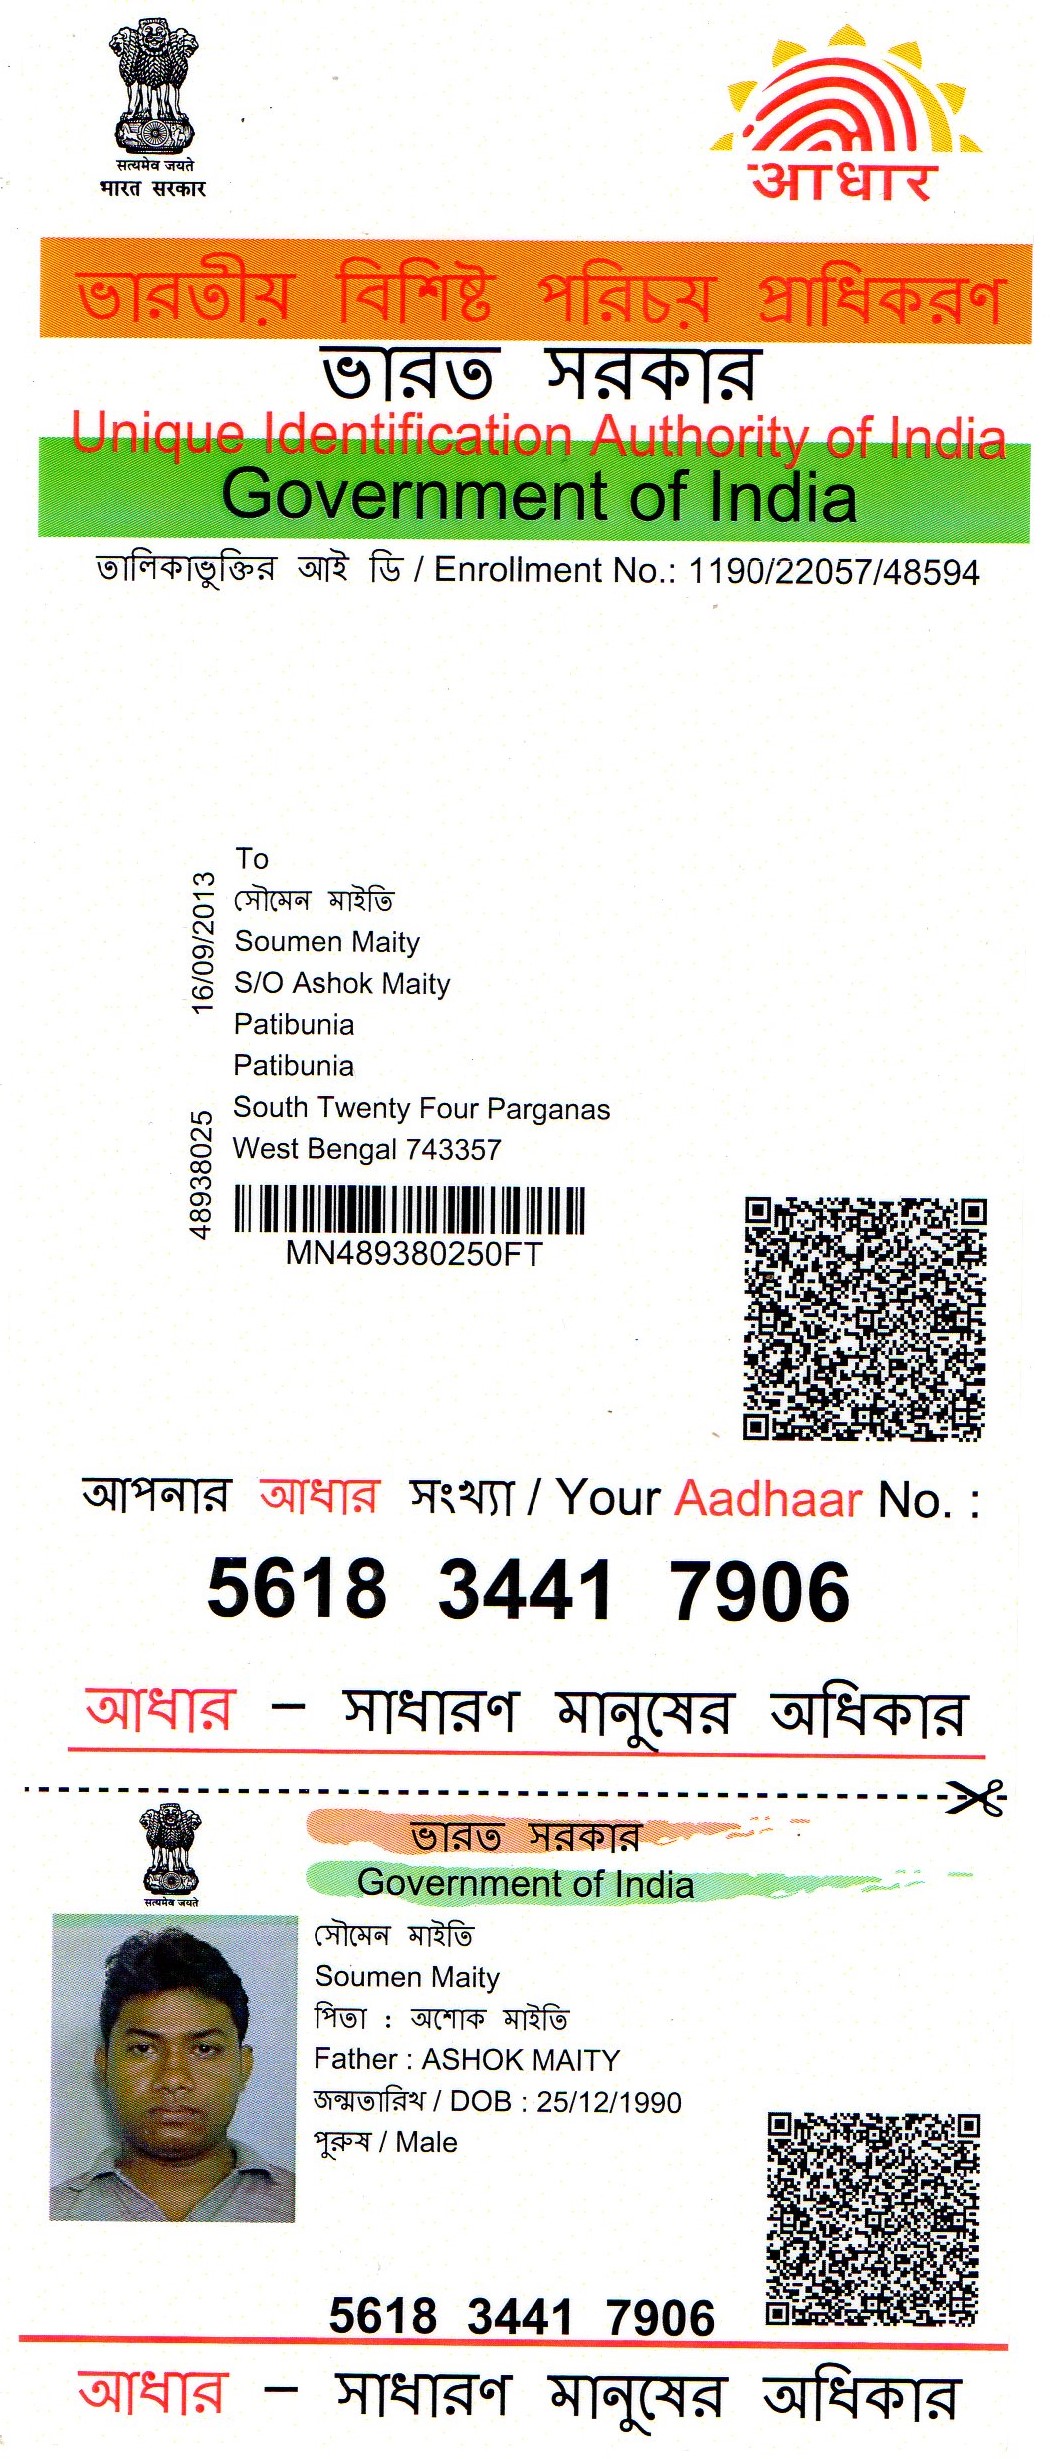 सत्यमेव जयते
भारत सरकार
आधार
ভারতীয় বিশিষ্ট পরিচয় প্রাধিকরণ
ভারত সরকার
Unique Identification Authority of India
Government of India
তালিকাভুক্তির আই ডি / Enrollment No.: 1190/22057/48594
To
সৌমেন মাইতি
Soumen Maity
S/O Ashok Maity
Patibunia
Patibunia
South Twenty Four Parganas
West Bengal 743357
16/09/2013
48938025
MN489380250FT
আপনার আধার সংখ্যা / Your Aadhaar No. :
5618 3441 7906
আধার – সাধারণ মানুষের অধিকার
सत्यमेव जयते
ভারত সরকার
Government of India
সৌমেন মাইতি
Soumen Maity
পিতা : অশোক মাইতি
Father : ASHOK MAITY
জন্মতারিখ / DOB : 25/12/1990
পুরুষ / Male
5618 3441 7906
আধার – সাধারণ মানুষের অধিকার